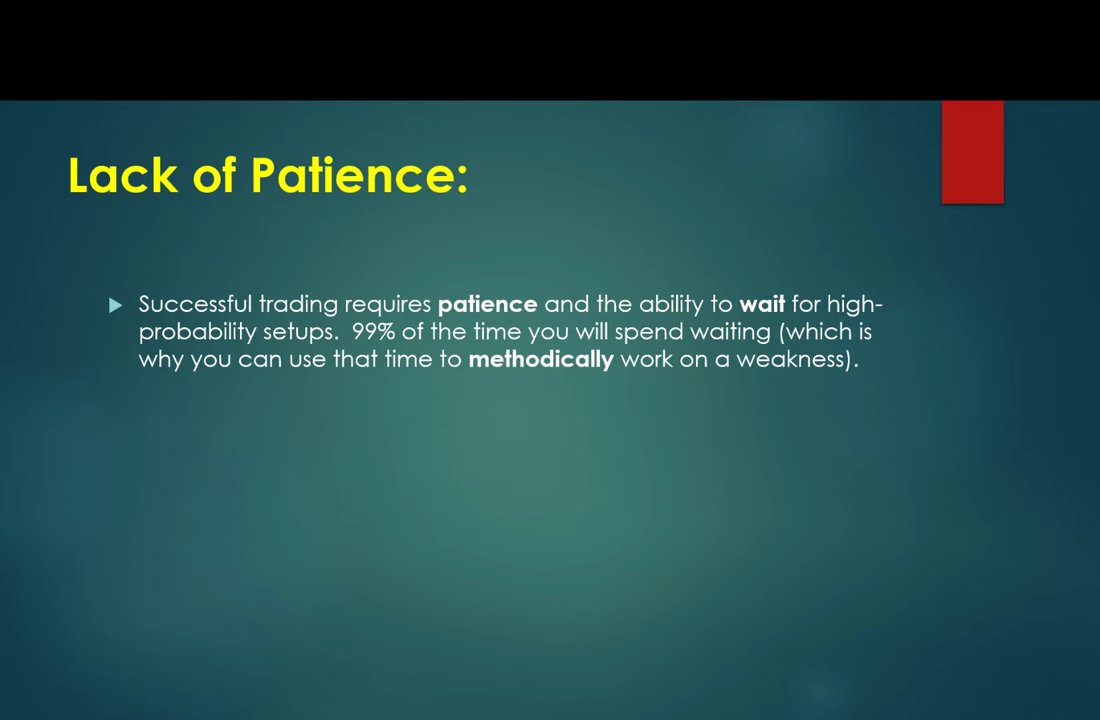 Lack of Patience:
Successful trading requires patience and the ability to wait for high-
probability setups.  99% of the time you will spend waiting (which is
why you can use that time to methodically work on a weakness).